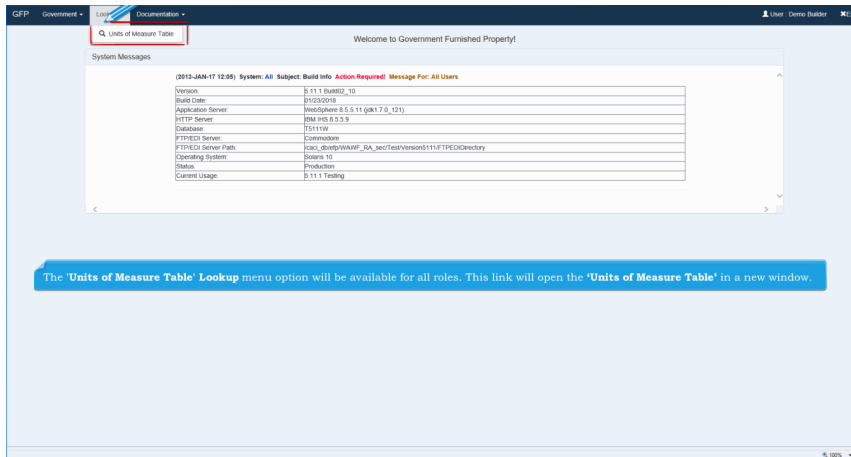 GFP Government Documentation User : Demo Builder
Units of Measure Table
Welcome to Government Furnished Property!
System Messages
(2012-JAN-17 12:05) System: All Subject: Build Info Action Required! Message For: All Users
Version: 5.11.1 Build02_10
Build Date: 01/23/2018
Application Server: WebSphere 8.5.5.11 (jdk1.7.0_121)
HTTP Server: IBM IHS 8.5.5.9
Database: T5111W
FTP/EDI Server: Commodore
FTP/EDI Server Path: /caci_db/efp/WAWF_RA_sec/Test/Version5111/FTPEDIDirectory
Operating System: Solaris 10
Status: Production
Current Usage: 5.11.1 Testing
The 'Units of Measure Table' Lookup menu option will be available for all roles. This link will open the 'Units of Measure Table' in a new window.
100%